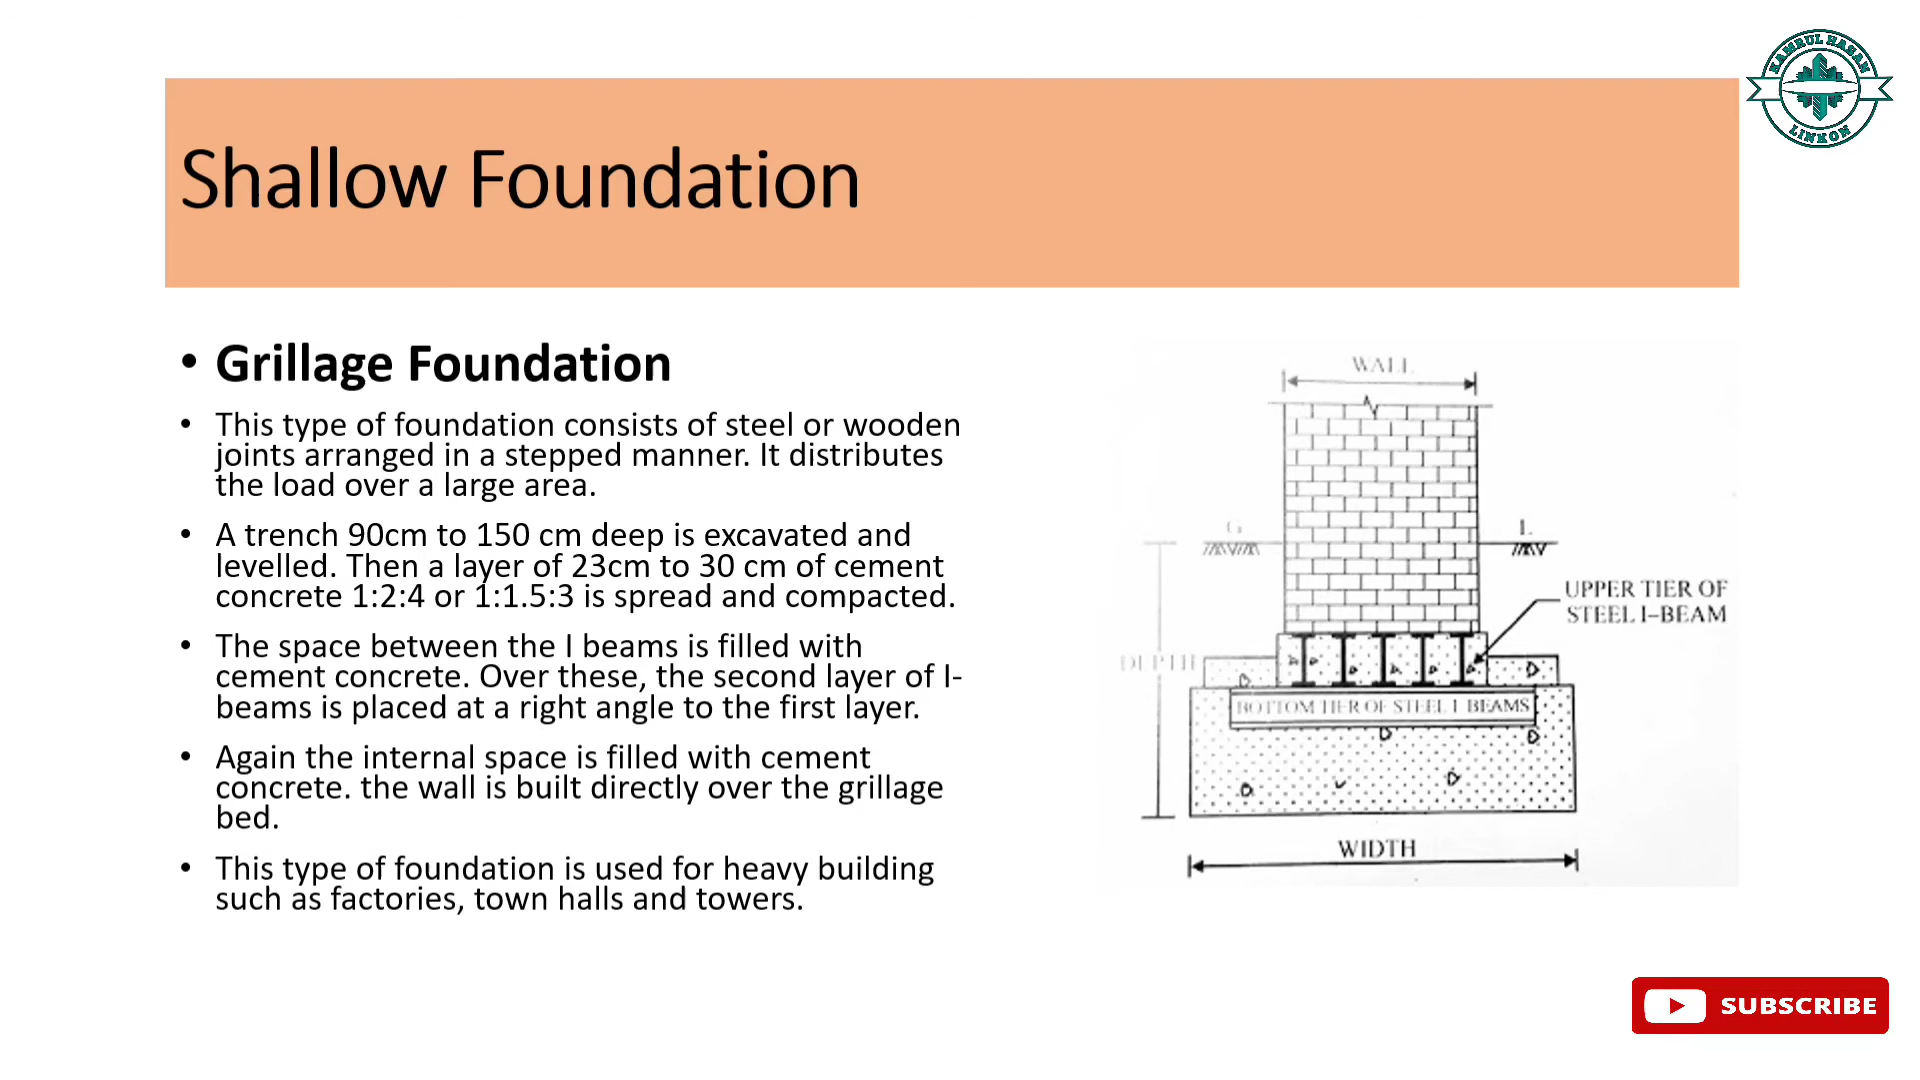 KAMRUL HASAN
LINKON
Shallow Foundation
• Grillage Foundation
• This type of foundation consists of steel or wooden
joints arranged in a stepped manner. It distributes
the load over a large area.
• A trench 90cm to 150 cm deep is excavated and
levelled. Then a layer of 23cm to 30 cm of cement
concrete 1:2:4 or 1:1.5:3 is spread and compacted.
• The space between the I beams is filled with
cement concrete. Over these, the second layer of I-
beams is placed at a right angle to the first layer.
• Again the internal space is filled with cement
concrete. the wall is built directly over the grillage
bed.
• This type of foundation is used for heavy building
such as factories, town halls and towers.
WALL
G L
UPPER TIER OF
STEEL I-BEAM
DEPTH
BOTTOM TIER OF STEEL I-BEAMS
WIDTH
SUBSCRIBE